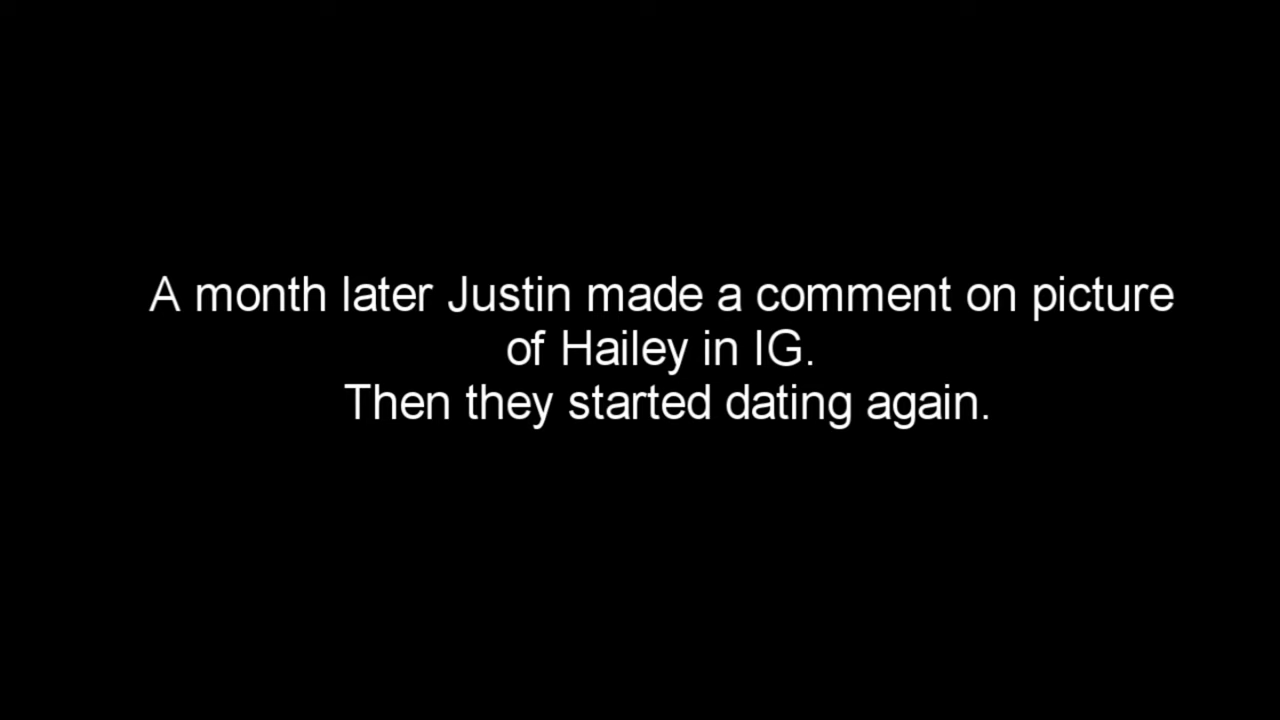 A month later Justin made a comment on picture
of Hailey in IG.
Then they started dating again.